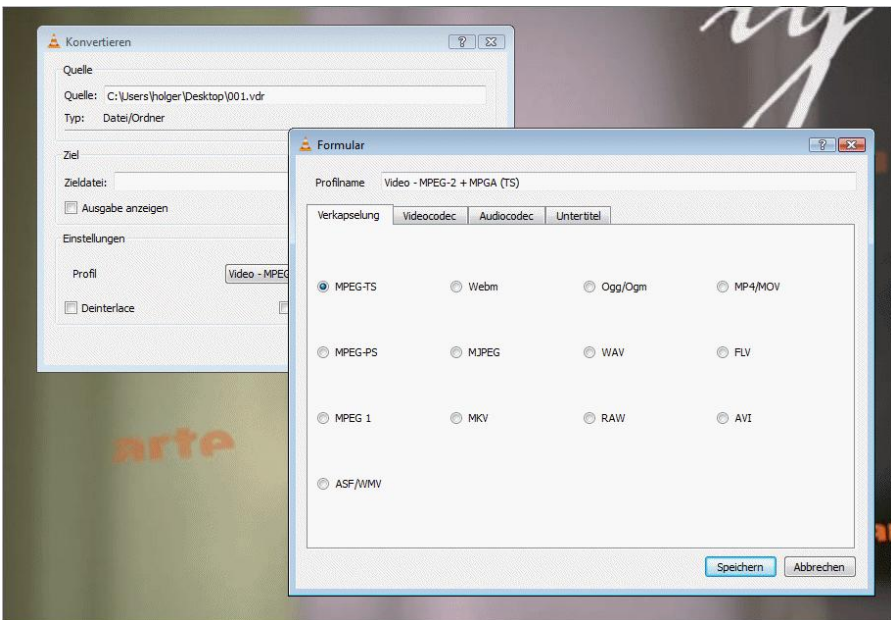 Konvertieren
Quelle
Quelle: C:\Users\holger\Desktop\001.vdr
Typ: Datei/Ordner
Ziel
Zieldatei:
Ausgabe anzeigen
Einstellungen
Profil Video - MPEG
Deinterlace
Formular
Profilname Video - MPEG-2 + MPGA (TS)
Verkapselung Videocodec Audiocodec Untertitel
MPEG-TS Webm Ogg/Ogm MP4/MOV
MPEG-PS MJPEG WAV FLV
MPEG 1 MKV RAW AVI
ASF/WMV
Speichern Abbrechen
arte